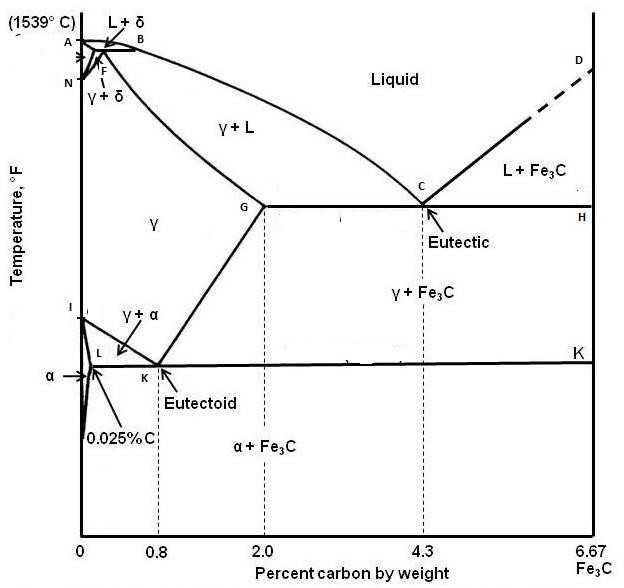 (1539° C)
L + δ
A
B
N
F
γ + δ
Liquid
D
γ + L
L + Fe₃C
C
G
H
Eutectic
γ
γ + Fe₃C
I
γ + α
L
K
K
α
Eutectoid
0.025% C
α + Fe₃C
Temperature, °F
0
0.8
2.0
4.3
6.67
Fe₃C
Percent carbon by weight